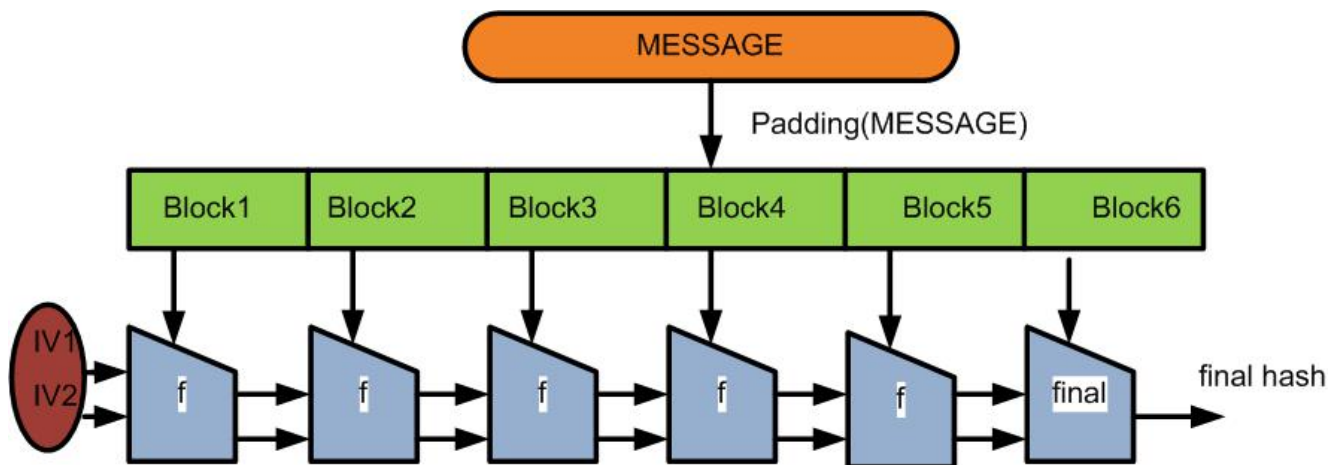 MESSAGE
Padding(MESSAGE)
Block1 Block2 Block3 Block4 Block5 Block6
IV1
IV2
f f f f f final
final hash